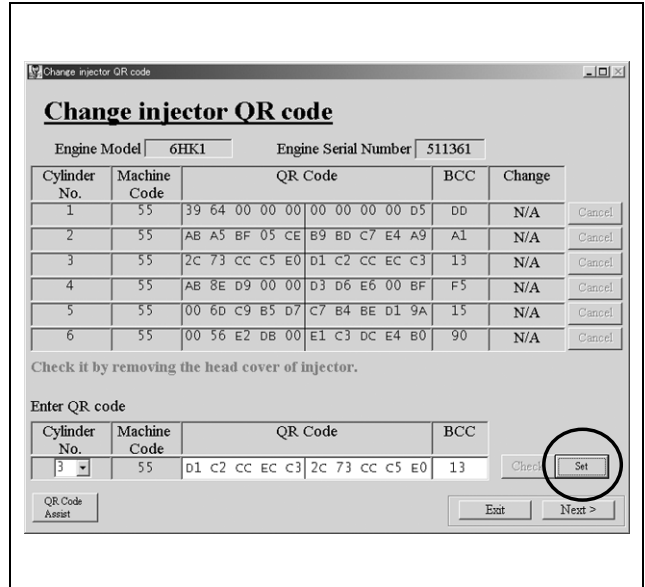 Change injector QR code
Change injector QR code
Engine Model 6HK1 Engine Serial Number 511361
Cylinder No. Machine Code QR Code BCC Change
1 55 39 64 00 00 00 00 00 00 00 D5 DD N/A Cancel
2 55 AB A5 BF 05 CE B9 BD C7 E4 A9 A1 N/A Cancel
3 55 2C 73 CC C5 E0 D1 C2 CC EC C3 13 N/A Cancel
4 55 AB 8E D9 00 00 D3 D6 E6 00 BF F5 N/A Cancel
5 55 00 6D C9 B5 D7 C7 B4 BE D1 9A 15 N/A Cancel
6 55 00 56 E2 DB 00 E1 C3 DC E4 B0 90 N/A Cancel
Check it by removing the head cover of injector.
Enter QR code
Cylinder No. Machine Code QR Code BCC
3 55 D1 C2 CC EC C3 2C 73 CC C5 E0 13 Check Set
QR Code Assist Exit Next >